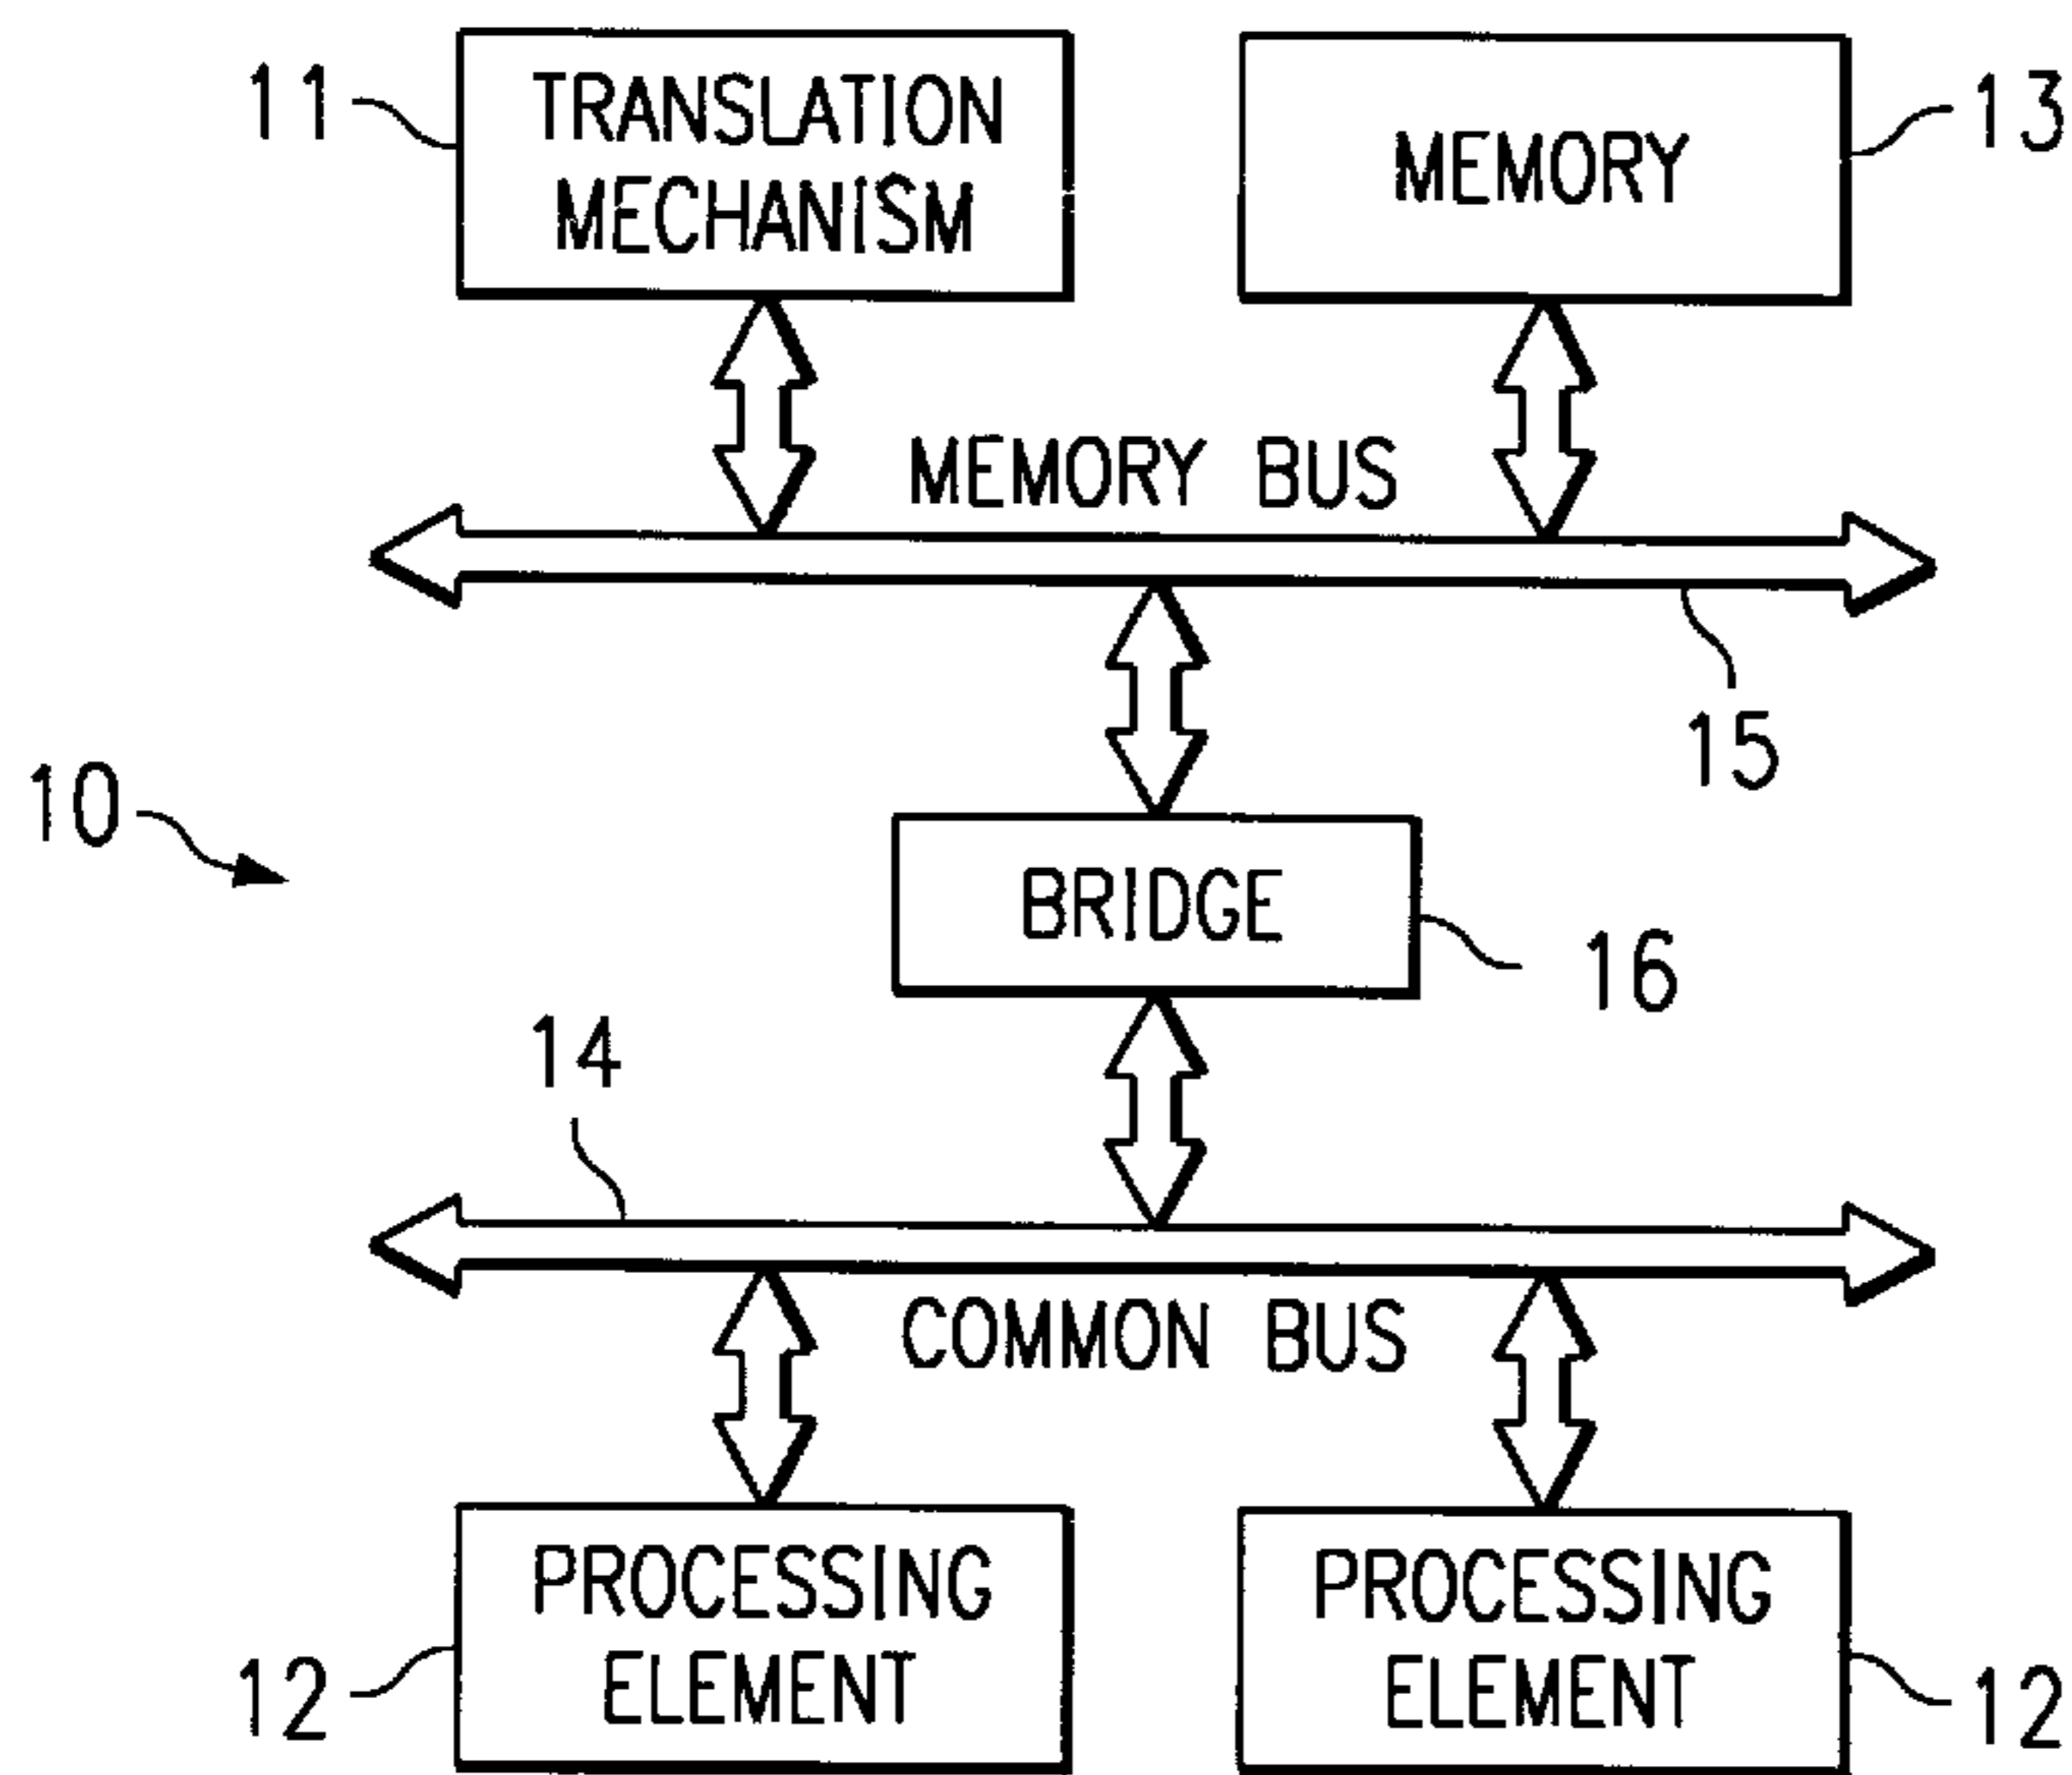 11
TRANSLATION
MECHANISM
MEMORY
13
MEMORY BUS
15
10
BRIDGE
16
14
COMMON BUS
12
PROCESSING
ELEMENT
PROCESSING
ELEMENT
12